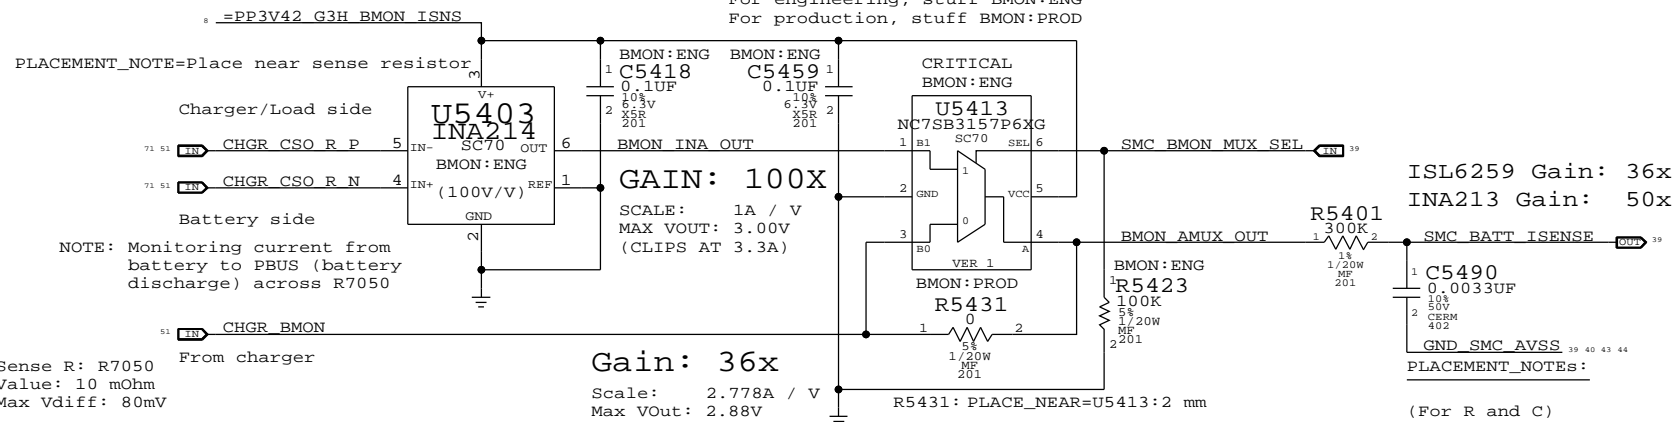 For engineering, stuff BMON:ENG
For production, stuff BMON:PROD
8 =PP3V42_G3H_BMON_ISNS
PLACEMENT_NOTE=Place near sense resistor
Charger/Load side
71 51 IN CHGR_CSO_R_P
71 51 IN CHGR_CSO_R_N
Battery side
NOTE: Monitoring current from
battery to PBUS (battery
discharge) across R7050
3
V+
U5403
INA214
SC70
5 IN-
OUT 6
BMON:ENG
4 IN+
(100V/V)
REF 1
GND
2
BMON:ENG
1 C5418
0.1UF
10%
6.3V
2 X5R
201
BMON:ENG
C5459 1
0.1UF
10%
6.3V 2
X5R
201
BMON_INA_OUT
GAIN: 100X
SCALE: 1A / V
MAX VOUT: 3.00V
(CLIPS AT 3.3A)
CRITICAL
BMON:ENG
U5413
NC7SB3157P6XG
SC70
1 B1
SEL 6
1
2 GND
VCC 5
0
3 B0
4
A
VER 1
SMC_BMON_MUX_SEL IN 39
BMON_AMUX_OUT
BMON:ENG
1 R5423
100K
5%
1/20W
MF
2 201
BMON:PROD
R5431
0
1 2
5%
1/20W
MF
201
R5431: PLACE_NEAR=U5413:2 mm
51 IN CHGR_BMON
From charger
Sense R: R7050
Value: 10 mOhm
Max Vdiff: 80mV
Gain: 36x
Scale: 2.778A / V
Max VOut: 2.88V
ISL6259 Gain: 36x
INA213 Gain: 50x
R5401
300K
1 2
1%
1/20W
MF
201
SMC_BATT_ISENSE OUT 39
1 C5490
0.0033UF
10%
50V
2 CERM
402
GND_SMC_AVSS 39 40 43 44
PLACEMENT_NOTEs:
(For R and C)